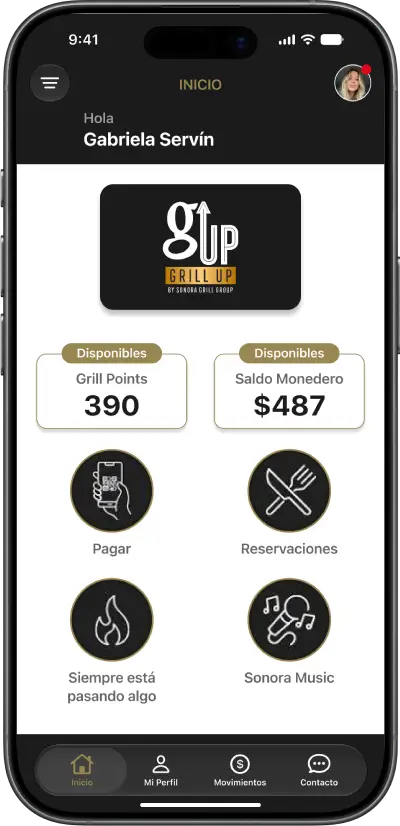 9:41
INICIO
Hola
Gabriela Servín
gUP
GRILL UP
BY SONORA GRILL GROUP
Disponibles
Grill Points
390
Disponibles
Saldo Monedero
$487
Pagar
Reservaciones
Siempre está
pasando algo
Sonora Music
Inicio
Mi Perfil
Movimientos
Contacto